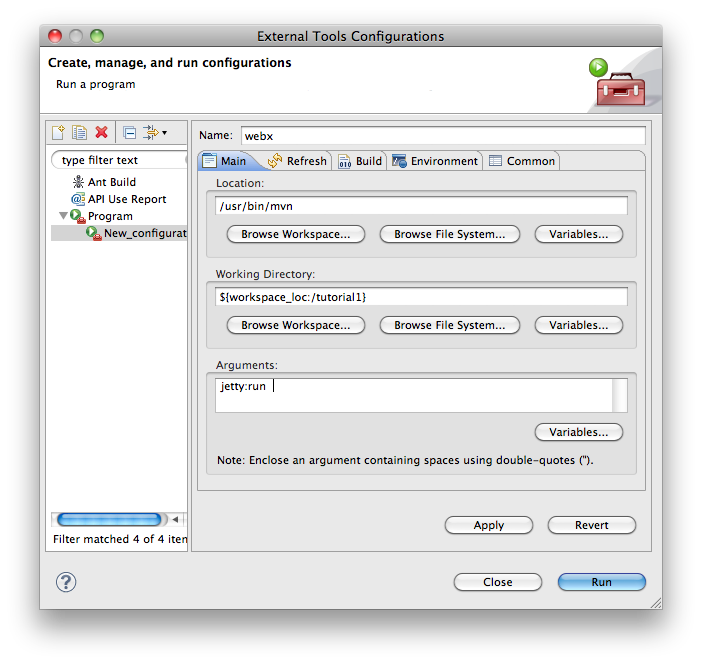 External Tools Configurations
Create, manage, and run configurations
Run a program
type filter text
Ant Build
API Use Report
Program
New_configurat
Filter matched 4 of 4 iten
Name: webx
Main Refresh Build Environment Common
Location:
/usr/bin/mvn
Browse Workspace... Browse File System... Variables...
Working Directory:
${workspace_loc:/tutorial1}
Browse Workspace... Browse File System... Variables...
Arguments:
jetty:run
Variables...
Note: Enclose an argument containing spaces using double-quotes (").
Apply Revert
Close Run